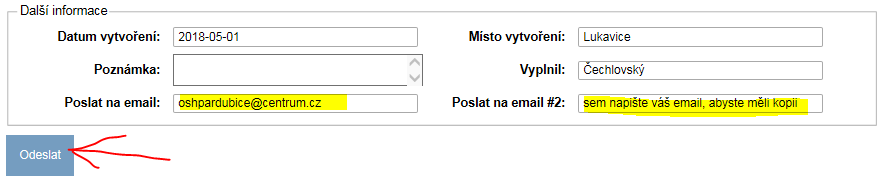 Další informace
Datum vytvoření: 2018-05-01 Místo vytvoření: Lukavice
Poznámka: Vyplnil: Čechlovský
Poslat na email: oshpardubice@centrum.cz Poslat na email #2: sem napište váš email, abyste měli kopii
Odeslat